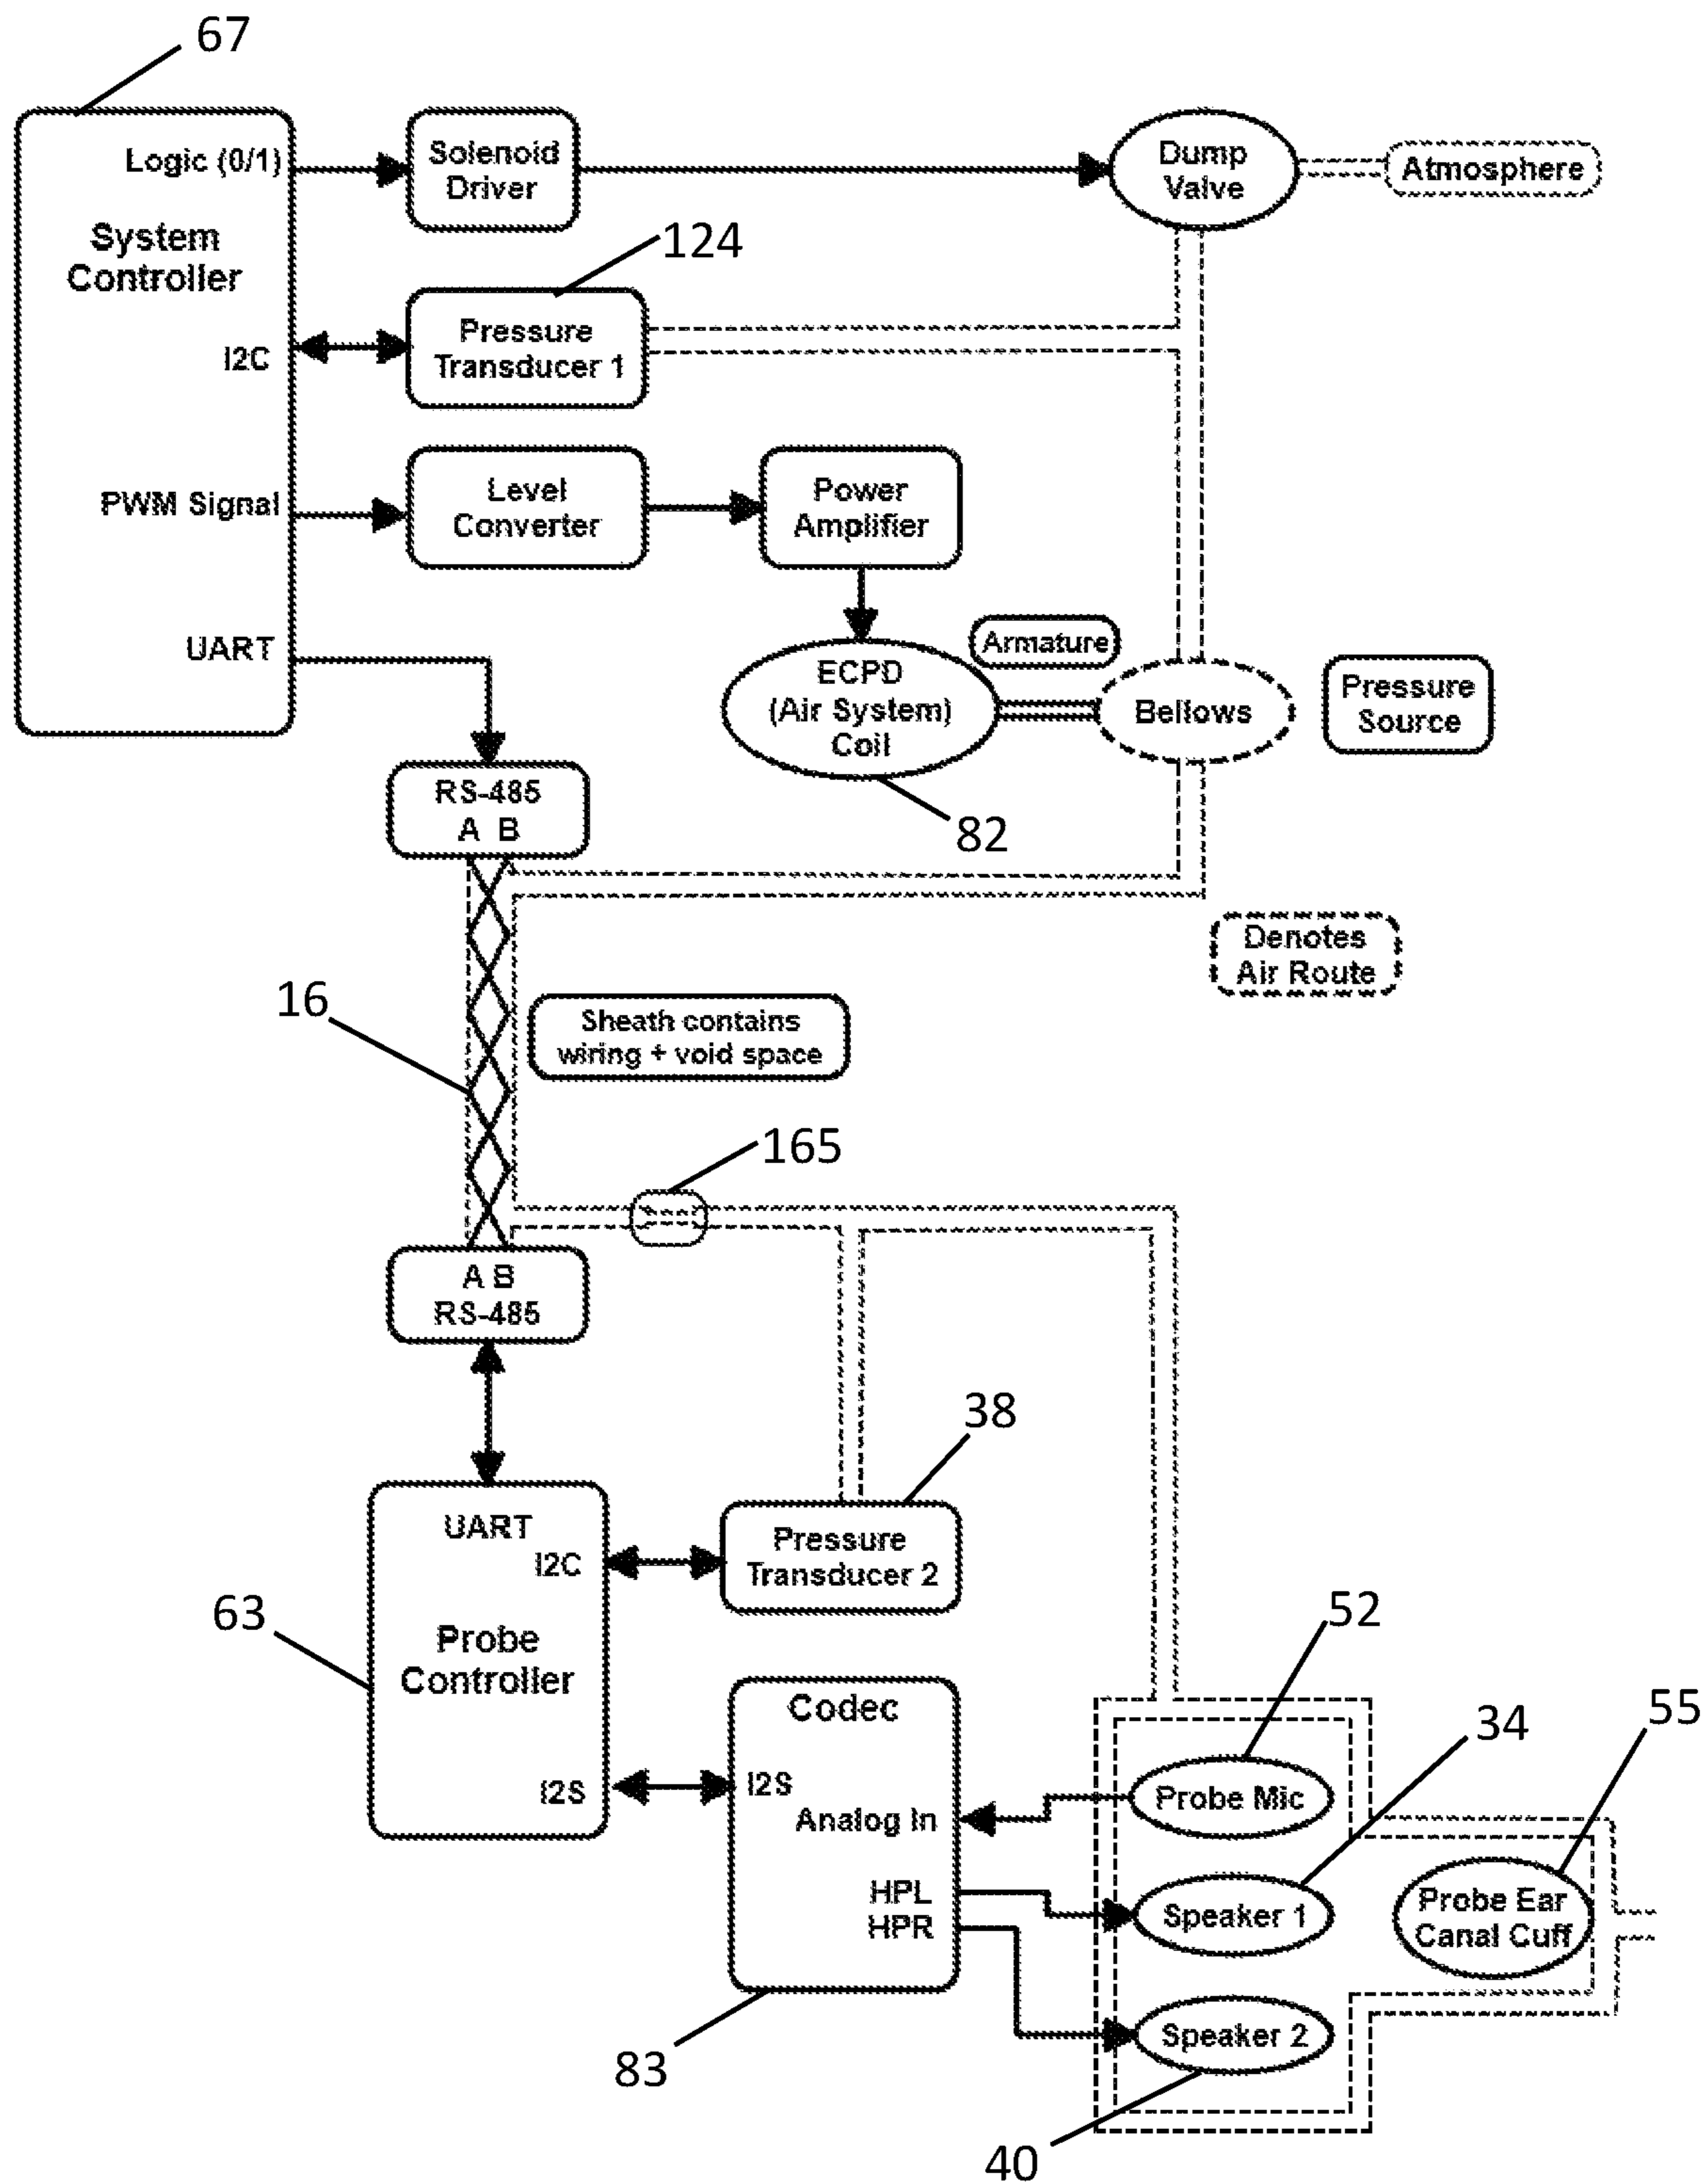 67
Logic (0/1)
Solenoid
Driver
Dump
Valve
Atmosphere
System
Controller
124
Pressure
Transducer 1
I2C
PWM Signal
Level
Converter
Power
Amplifier
UART
Armature
ECPD
(Air System)
Coil
Bellows
Pressure
Source
82
RS-485
A B
Denotes
Air Route
16
Sheath contains
wiring + void space
165
A B
RS-485
38
UART
I2C
Pressure
Transducer 2
63
Probe
Controller
52
Codec
34
55
I2S
I2S
Analog In
Probe Mic
HPL
HPR
Speaker 1
Probe Ear
Canal Cuff
Speaker 2
83
40